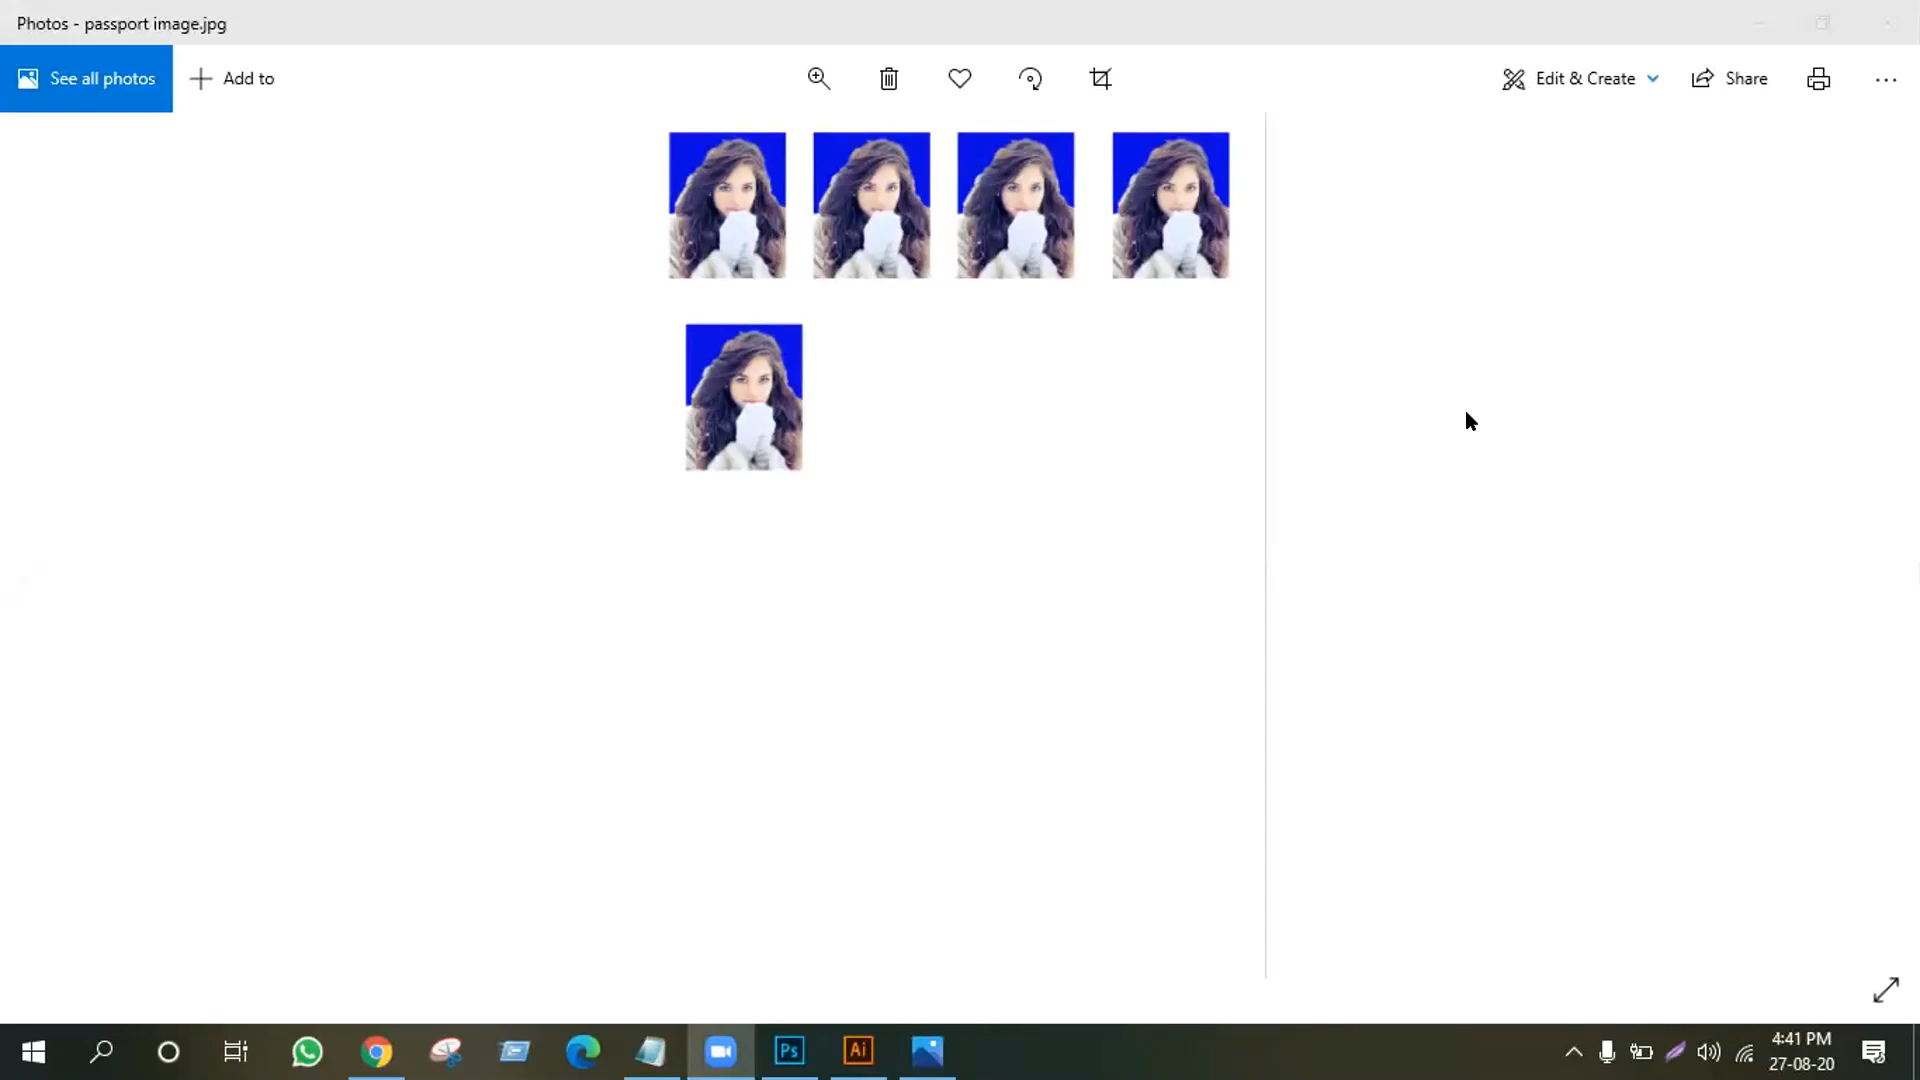 Photos - passport image.jpg
See all photos
Add to
Edit & Create
Share
Ps
Ai
4:41 PM
27-08-20